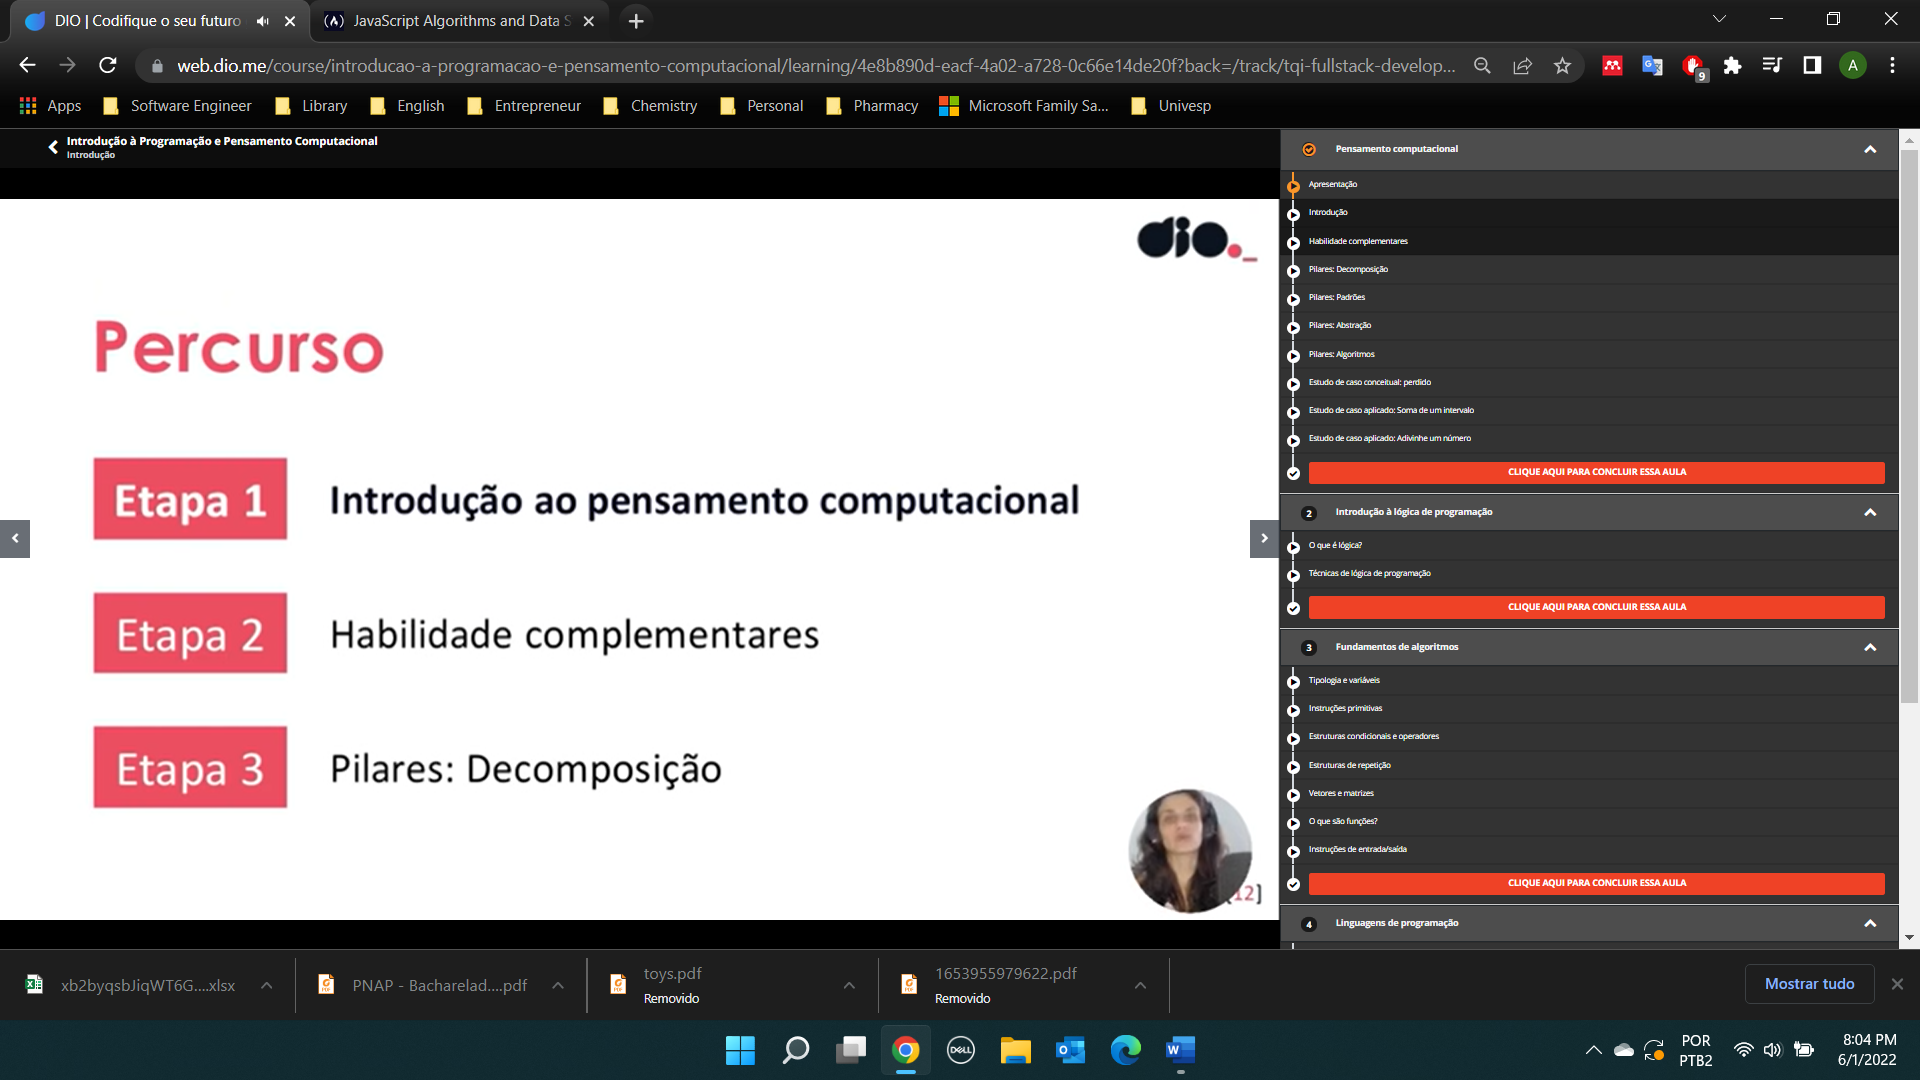 DIO | Codifique o seu futuro
JavaScript Algorithms and Data S
web.dio.me/course/introducao-a-programacao-e-pensamento-computacional/learning/4e8b890d-eacf-4a02-a728-0c66e14de20f?back=/track/tqi-fullstack-develop...
9
A
Apps
Software Engineer
Library
English
Entrepreneur
Chemistry
Personal
Pharmacy
Microsoft Family Sa...
Univesp
Introdução à Programação e Pensamento Computacional
Introdução
dio._
Percurso
Etapa 1 Introdução ao pensamento computacional
Etapa 2 Habilidade complementares
Etapa 3 Pilares: Decomposição
[12]
Pensamento computacional
Apresentação
Introdução
Habilidade complementares
Pilares: Decomposição
Pilares: Padrões
Pilares: Abstração
Pilares: Algoritmos
Estudo de caso conceitual: perdido
Estudo de caso aplicado: Soma de um intervalo
Estudo de caso aplicado: Adivinhe um número
CLIQUE AQUI PARA CONCLUIR ESSA AULA
2 Introdução à lógica de programação
O que é lógica?
Técnicas de lógica de programação
CLIQUE AQUI PARA CONCLUIR ESSA AULA
3 Fundamentos de algoritmos
Tipologia e variáveis
Instruções primitivas
Estruturas condicionais e operadores
Estruturas de repetição
Vetores e matrizes
O que são funções?
Instruções de entrada/saída
CLIQUE AQUI PARA CONCLUIR ESSA AULA
4 Linguagens de programação
xb2byqsbJiqWT6G....xlsx
PNAP - Bacharelad....pdf
toys.pdf
Removido
1653955979622.pdf
Removido
Mostrar tudo
DELL
POR
PTB2
8:04 PM
6/1/2022